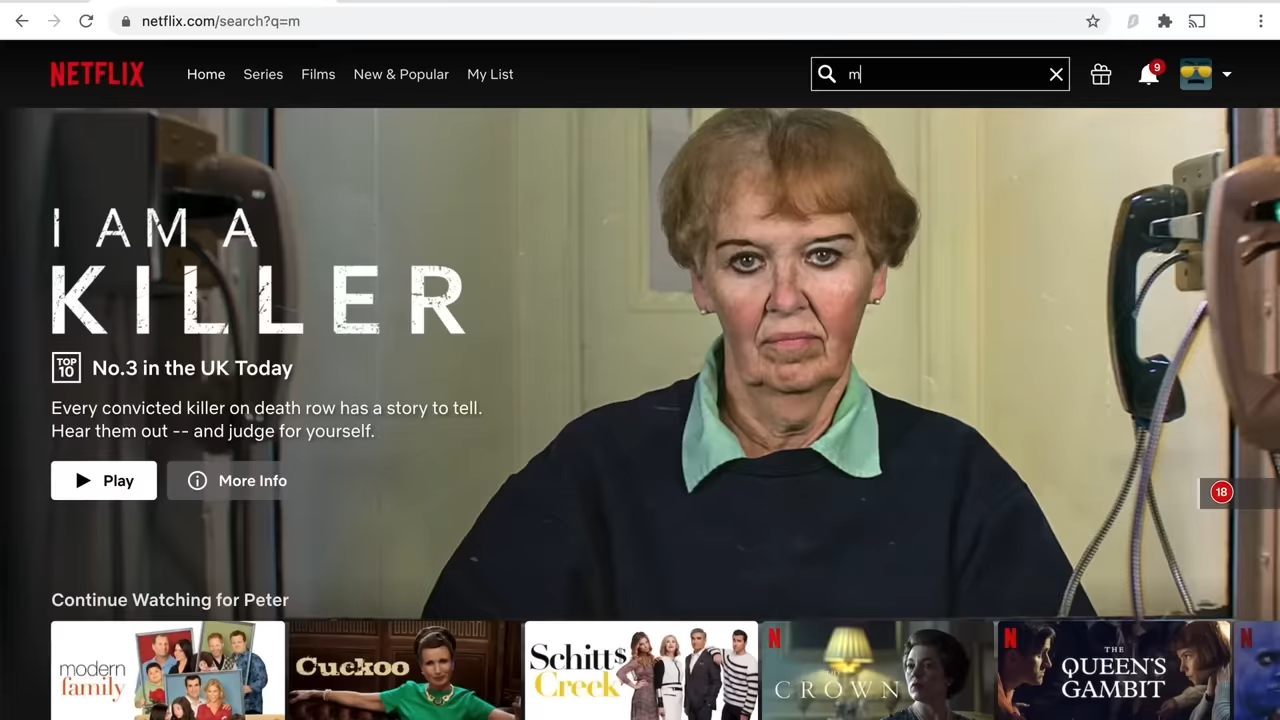 netflix.com/search?q=m
NETFLIX
Home Series Films New & Popular My List
m
9
I AM A
KILLER
TOP 10 No.3 in the UK Today
Every convicted killer on death row has a story to tell.
Hear them out -- and judge for yourself.
Play More Info
18
Continue Watching for Peter
modern
family
Cuckoo
Schitt$
Creek
N
CROWN
N
THE
QUEEN'S
GAMBIT
N